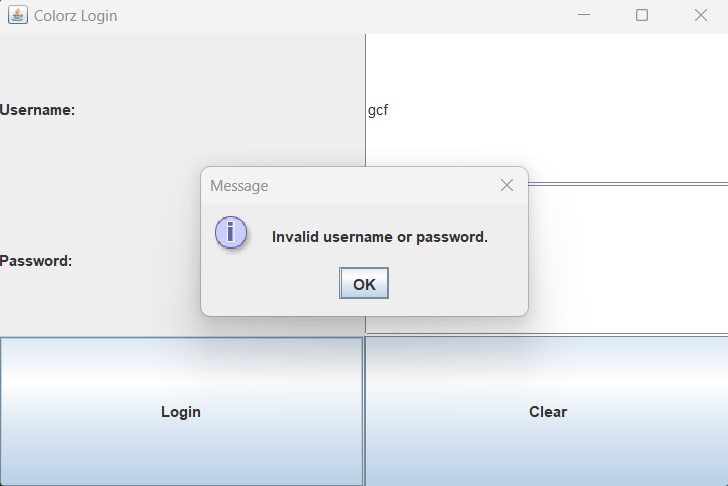 Colorz Login
Username:
gcf
Message
i
Invalid username or password.
OK
Password:
Login
Clear